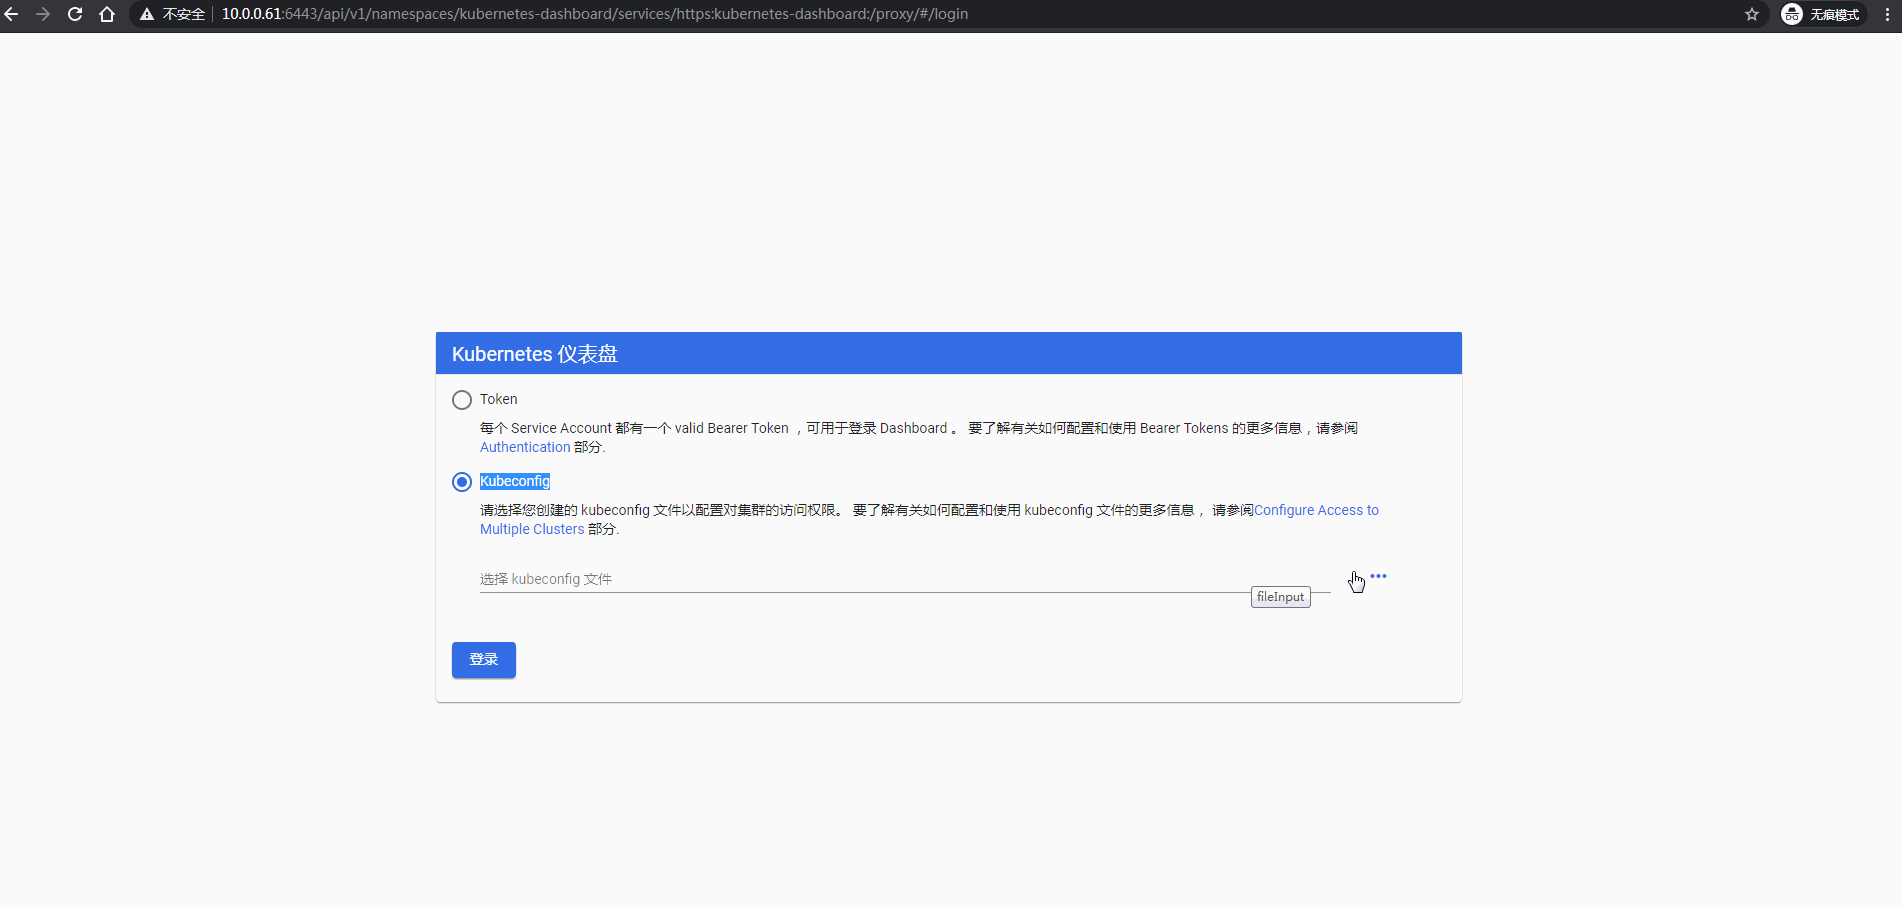 不安全 10.0.0.61:6443/api/v1/namespaces/kubernetes-dashboard/services/https:kubernetes-dashboard:/proxy/#/login 无痕模式
Kubernetes 仪表盘
Token
每个 Service Account 都有一个 valid Bearer Token ，可用于登录 Dashboard 。 要了解有关如何配置和使用 Bearer Tokens 的更多信息，请参阅
Authentication 部分.
Kubeconfig
请选择您创建的 kubeconfig 文件以配置对集群的访问权限。 要了解有关如何配置和使用 kubeconfig 文件的更多信息， 请参阅Configure Access to
Multiple Clusters 部分.
选择 kubeconfig 文件
fileInput
登录